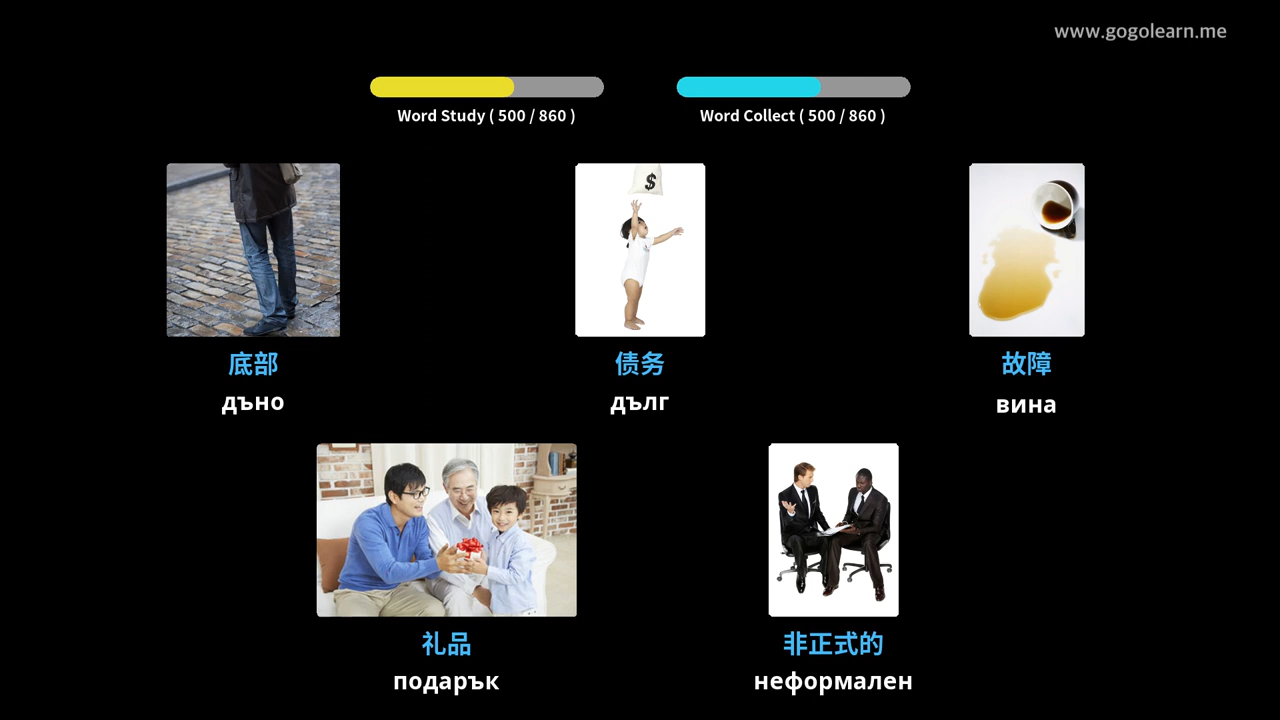 www.gogolearn.me
Word Study ( 500 / 860 )
Word Collect ( 500 / 860 )
$
底部
дъно
债务
дълг
故障
вина
礼品
подарък
非正式的
неформален